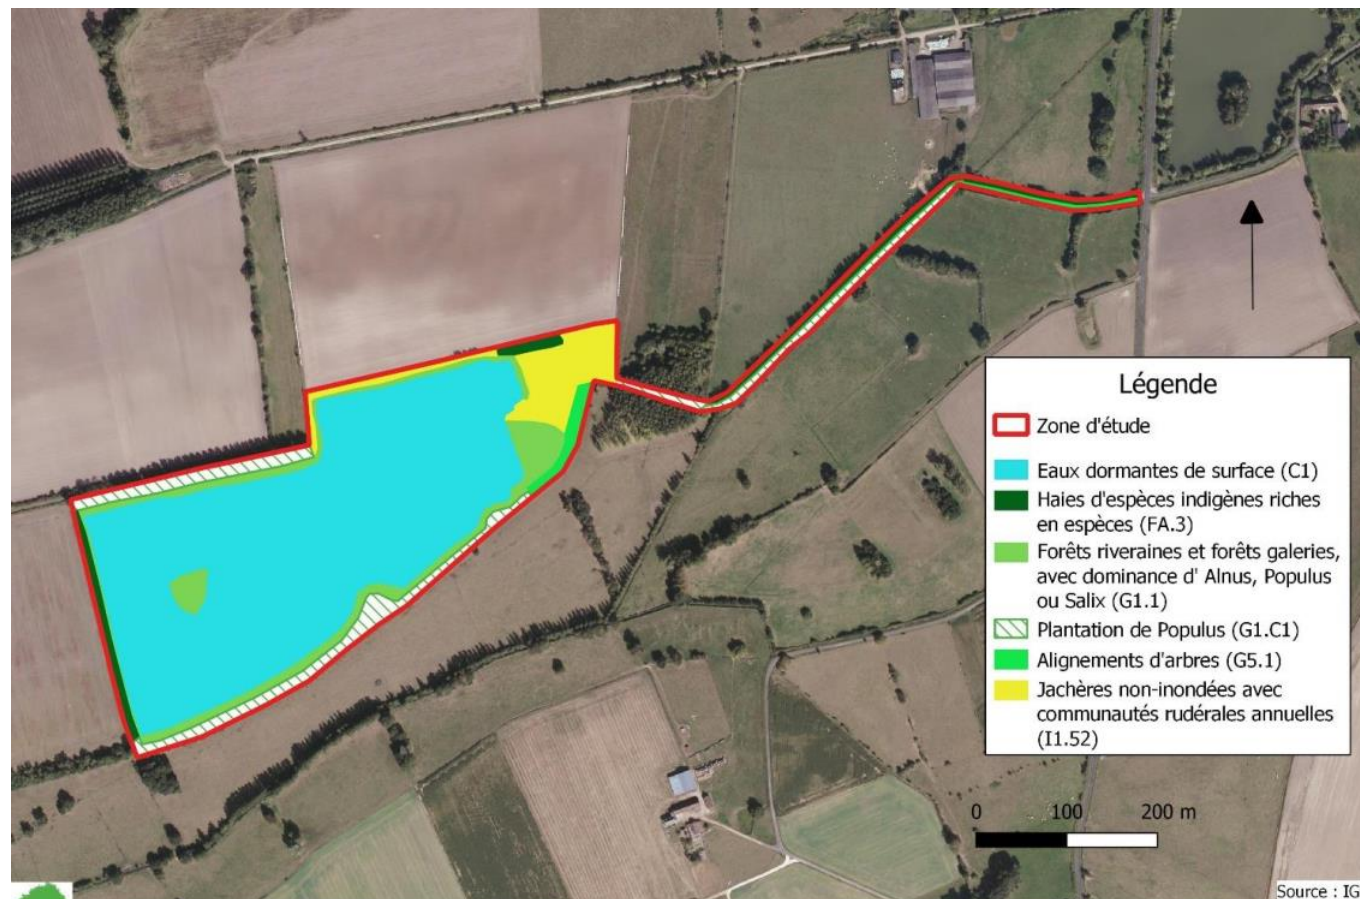 Légende
Zone d'étude
Eaux dormantes de surface (C1)
Haies d'espèces indigènes riches
en espèces (FA.3)
Forêts riveraines et forêts galeries,
avec dominance d' Alnus, Populus
ou Salix (G1.1)
Plantation de Populus (G1.C1)
Alignements d'arbres (G5.1)
Jachères non-inondées avec
communautés rudérales annuelles
(I1.52)
0 100 200 m
Source : IG